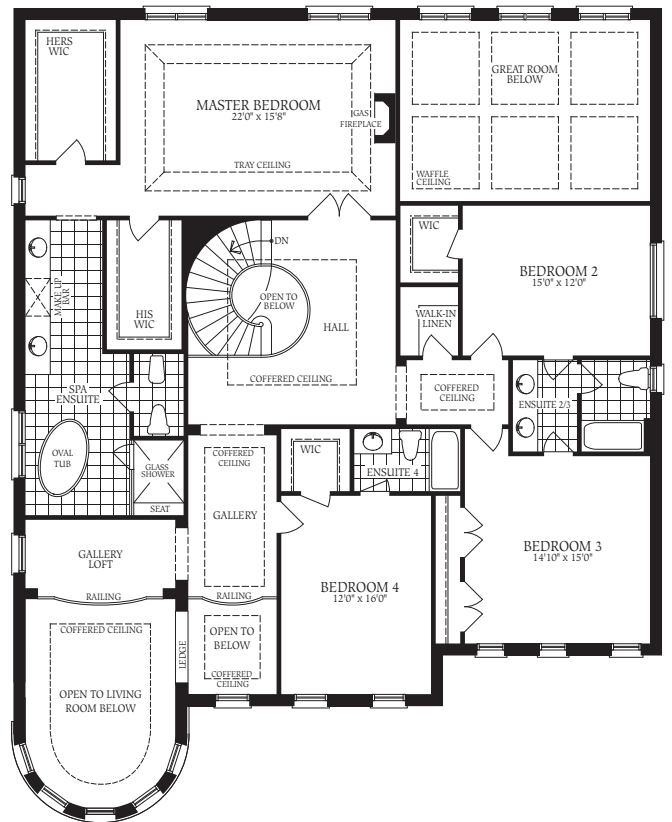 HERS
WIC
MASTER BEDROOM
22'0" x 15'8"
GAS
FIREPLACE
TRAY CEILING
GREAT ROOM
BELOW
WAFFLE
CEILING
MAKE UP
BAR
HIS
WIC
DN
OPEN TO
BELOW
HALL
COFFERED CEILING
WIC
BEDROOM 2
15'0" x 12'0"
WALK-IN
LINEN
COFFERED
CEILING
ENSUITE 2/3
SPA
ENSUITE
OVAL
TUB
GLASS
SHOWER
SEAT
COFFERED
CEILING
GALLERY
RAILING
WIC
ENSUITE 4
GALLERY
LOFT
RAILING
BEDROOM 3
14'10" x 15'0"
BEDROOM 4
12'0" x 16'0"
COFFERED CEILING
OPEN TO LIVING
ROOM BELOW
LEDGE
OPEN TO
BELOW
COFFERED
CEILING